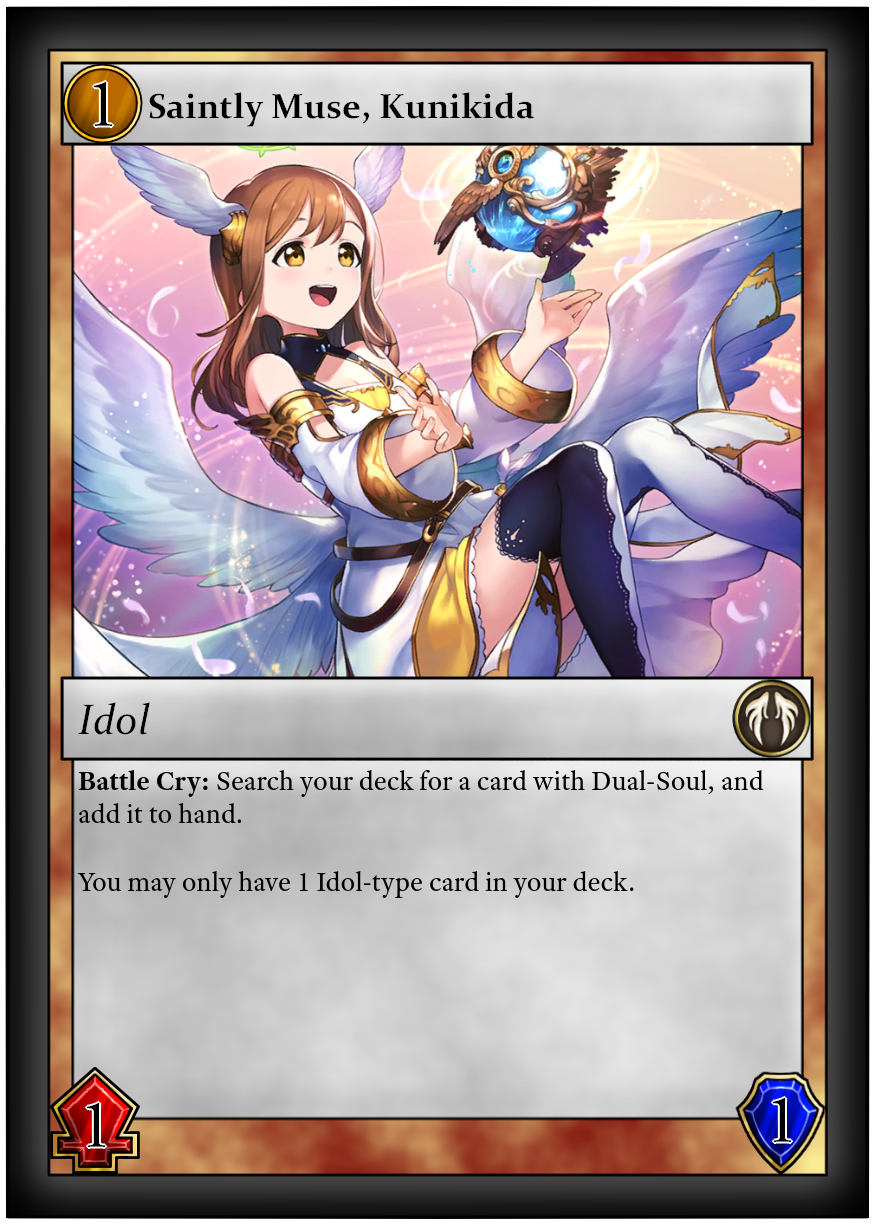 1
Saintly Muse, Kunikida
Idol
Battle Cry: Search your deck for a card with Dual-Soul, and
add it to hand.
You may only have 1 Idol-type card in your deck.
1
1